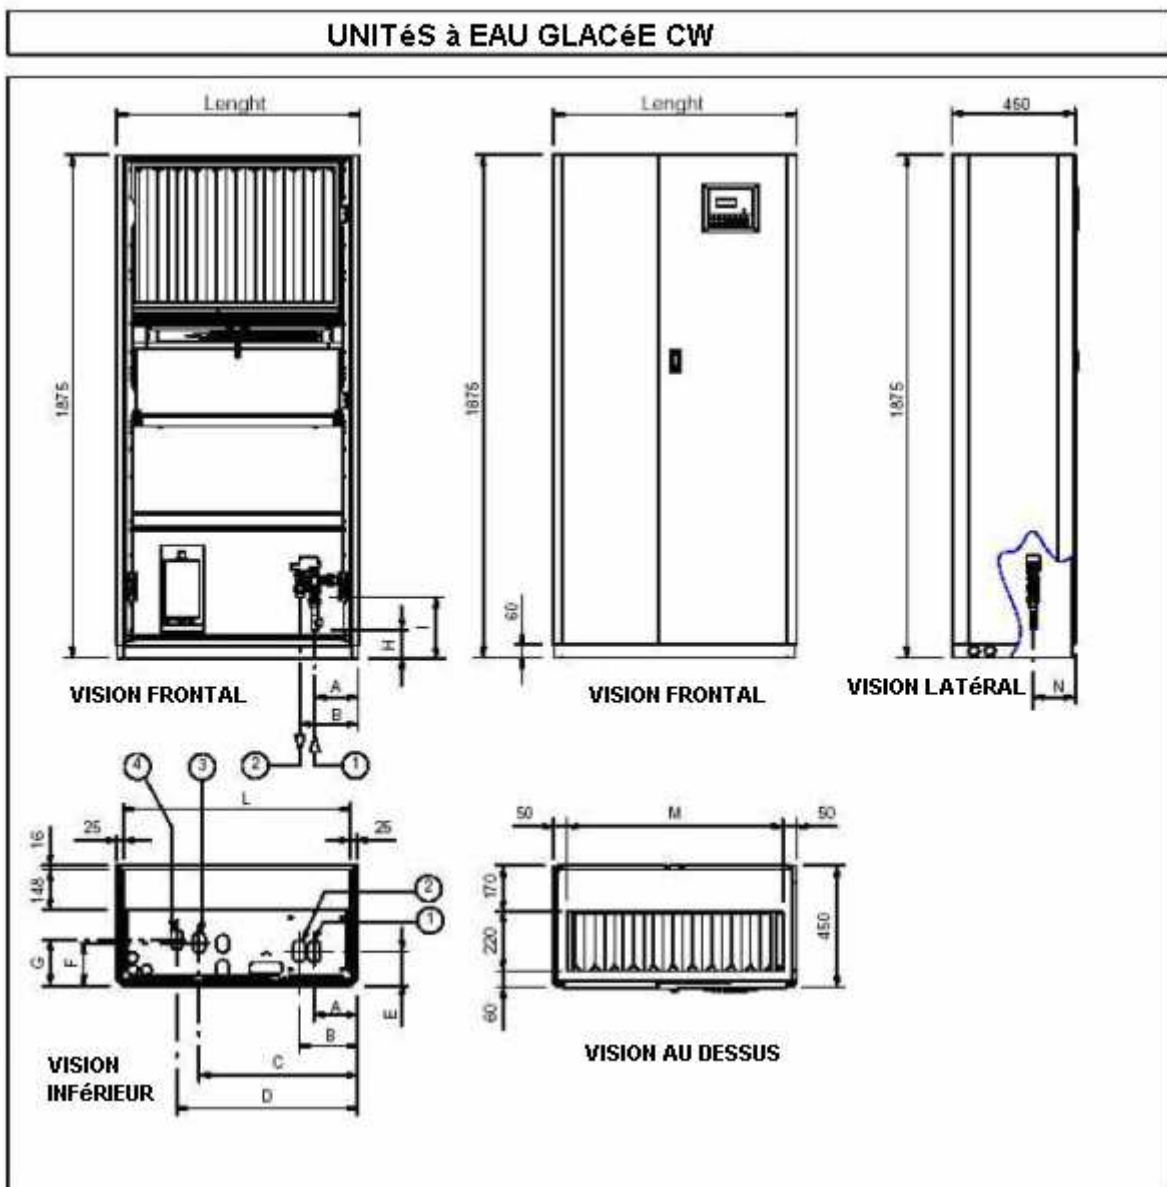 UNITéS à EAU GLACéE CW
Lenght
Lenght
450
1875
1875
1875
60
I
H
A
B
N
VISION FRONTAL
VISION FRONTAL
VISION LATéRAL
4
3
2
1
L
25
25
16
148
G
F
2
1
A
E
B
C
D
VISION
INFéRIEUR
50
M
50
170
220
60
450
VISION AU DESSUS